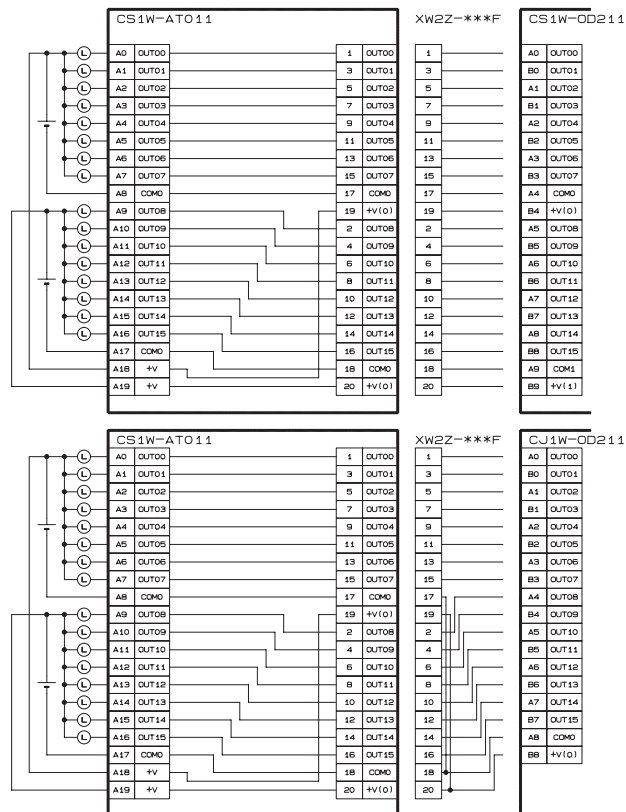 CS1W-AT011 XW2Z-***F CS1W-OD211
L A0 OUT00 1 OUT00 1 A0 OUT00
L A1 OUT01 3 OUT01 3 B0 OUT01
L A2 OUT02 5 OUT02 5 A1 OUT02
L A3 OUT03 7 OUT03 7 B1 OUT03
L A4 OUT04 9 OUT04 9 A2 OUT04
L A5 OUT05 11 OUT05 11 B2 OUT05
L A6 OUT06 13 OUT06 13 A3 OUT06
L A7 OUT07 15 OUT07 15 B3 OUT07
A8 COM0 17 COM0 17 A4 COM0
L A9 OUT08 19 +V(0) 19 B4 +V(0)
L A10 OUT09 2 OUT08 2 A5 OUT08
L A11 OUT10 4 OUT09 4 B5 OUT09
L A12 OUT11 6 OUT10 6 A6 OUT10
L A13 OUT12 8 OUT11 8 B6 OUT11
L A14 OUT13 10 OUT12 10 A7 OUT12
L A15 OUT14 12 OUT13 12 B7 OUT13
L A16 OUT15 14 OUT14 14 A8 OUT14
A17 COM0 16 OUT15 16 B8 OUT15
A18 +V 18 COM0 18 A9 COM1
A19 +V 20 +V(0) 20 B9 +V(1)
CS1W-AT011 XW2Z-***F CJ1W-OD211
L A0 OUT00 1 OUT00 1 A0 OUT00
L A1 OUT01 3 OUT01 3 B0 OUT01
L A2 OUT02 5 OUT02 5 A1 OUT02
L A3 OUT03 7 OUT03 7 B1 OUT03
L A4 OUT04 9 OUT04 9 A2 OUT04
L A5 OUT05 11 OUT05 11 B2 OUT05
L A6 OUT06 13 OUT06 13 A3 OUT06
L A7 OUT07 15 OUT07 15 B3 OUT07
A8 COM0 17 COM0 17 A4 OUT08
L A9 OUT08 19 +V(0) 19 B4 OUT09
L A10 OUT09 2 OUT08 2 A5 OUT10
L A11 OUT10 4 OUT09 4 B5 OUT11
L A12 OUT11 6 OUT10 6 A6 OUT12
L A13 OUT12 8 OUT11 8 B6 OUT13
L A14 OUT13 10 OUT12 10 A7 OUT14
L A15 OUT14 12 OUT13 12 B7 OUT15
L A16 OUT15 14 OUT14 14 A8 COM0
A17 COM0 16 OUT15 16 B8 +V(0)
A18 +V 18 COM0 18
A19 +V 20 +V(0) 20